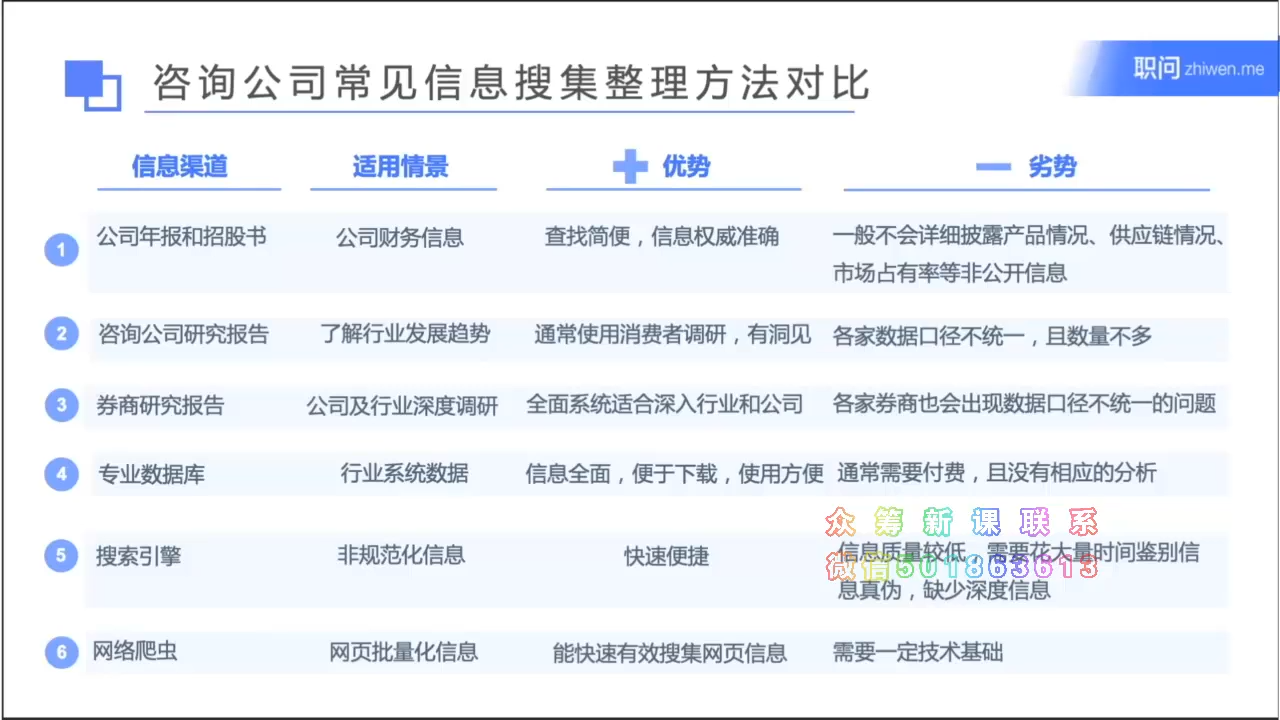 咨询公司常见信息搜集整理方法对比
职问 zhiwen.me
信息渠道 适用情景 + 优势 — 劣势
1 公司年报和招股书 公司财务信息 查找简便，信息权威准确 一般不会详细披露产品情况、供应链情况、
市场占有率等非公开信息
2 咨询公司研究报告 了解行业发展趋势 通常使用消费者调研，有洞见 各家数据口径不统一，且数量不多
3 券商研究报告 公司及行业深度调研 全面系统适合深入行业和公司 各家券商也会出现数据口径不统一的问题
4 专业数据库 行业系统数据 信息全面，便于下载，使用方便 通常需要付费，且没有相应的分析
众筹新课联系
5 搜索引擎 非规范化信息 快速便捷 信息质量较低，需要花大量时间鉴别信
微信501863613
息真伪，缺少深度信息
6 网络爬虫 网页批量化信息 能快速有效搜集网页信息 需要一定技术基础